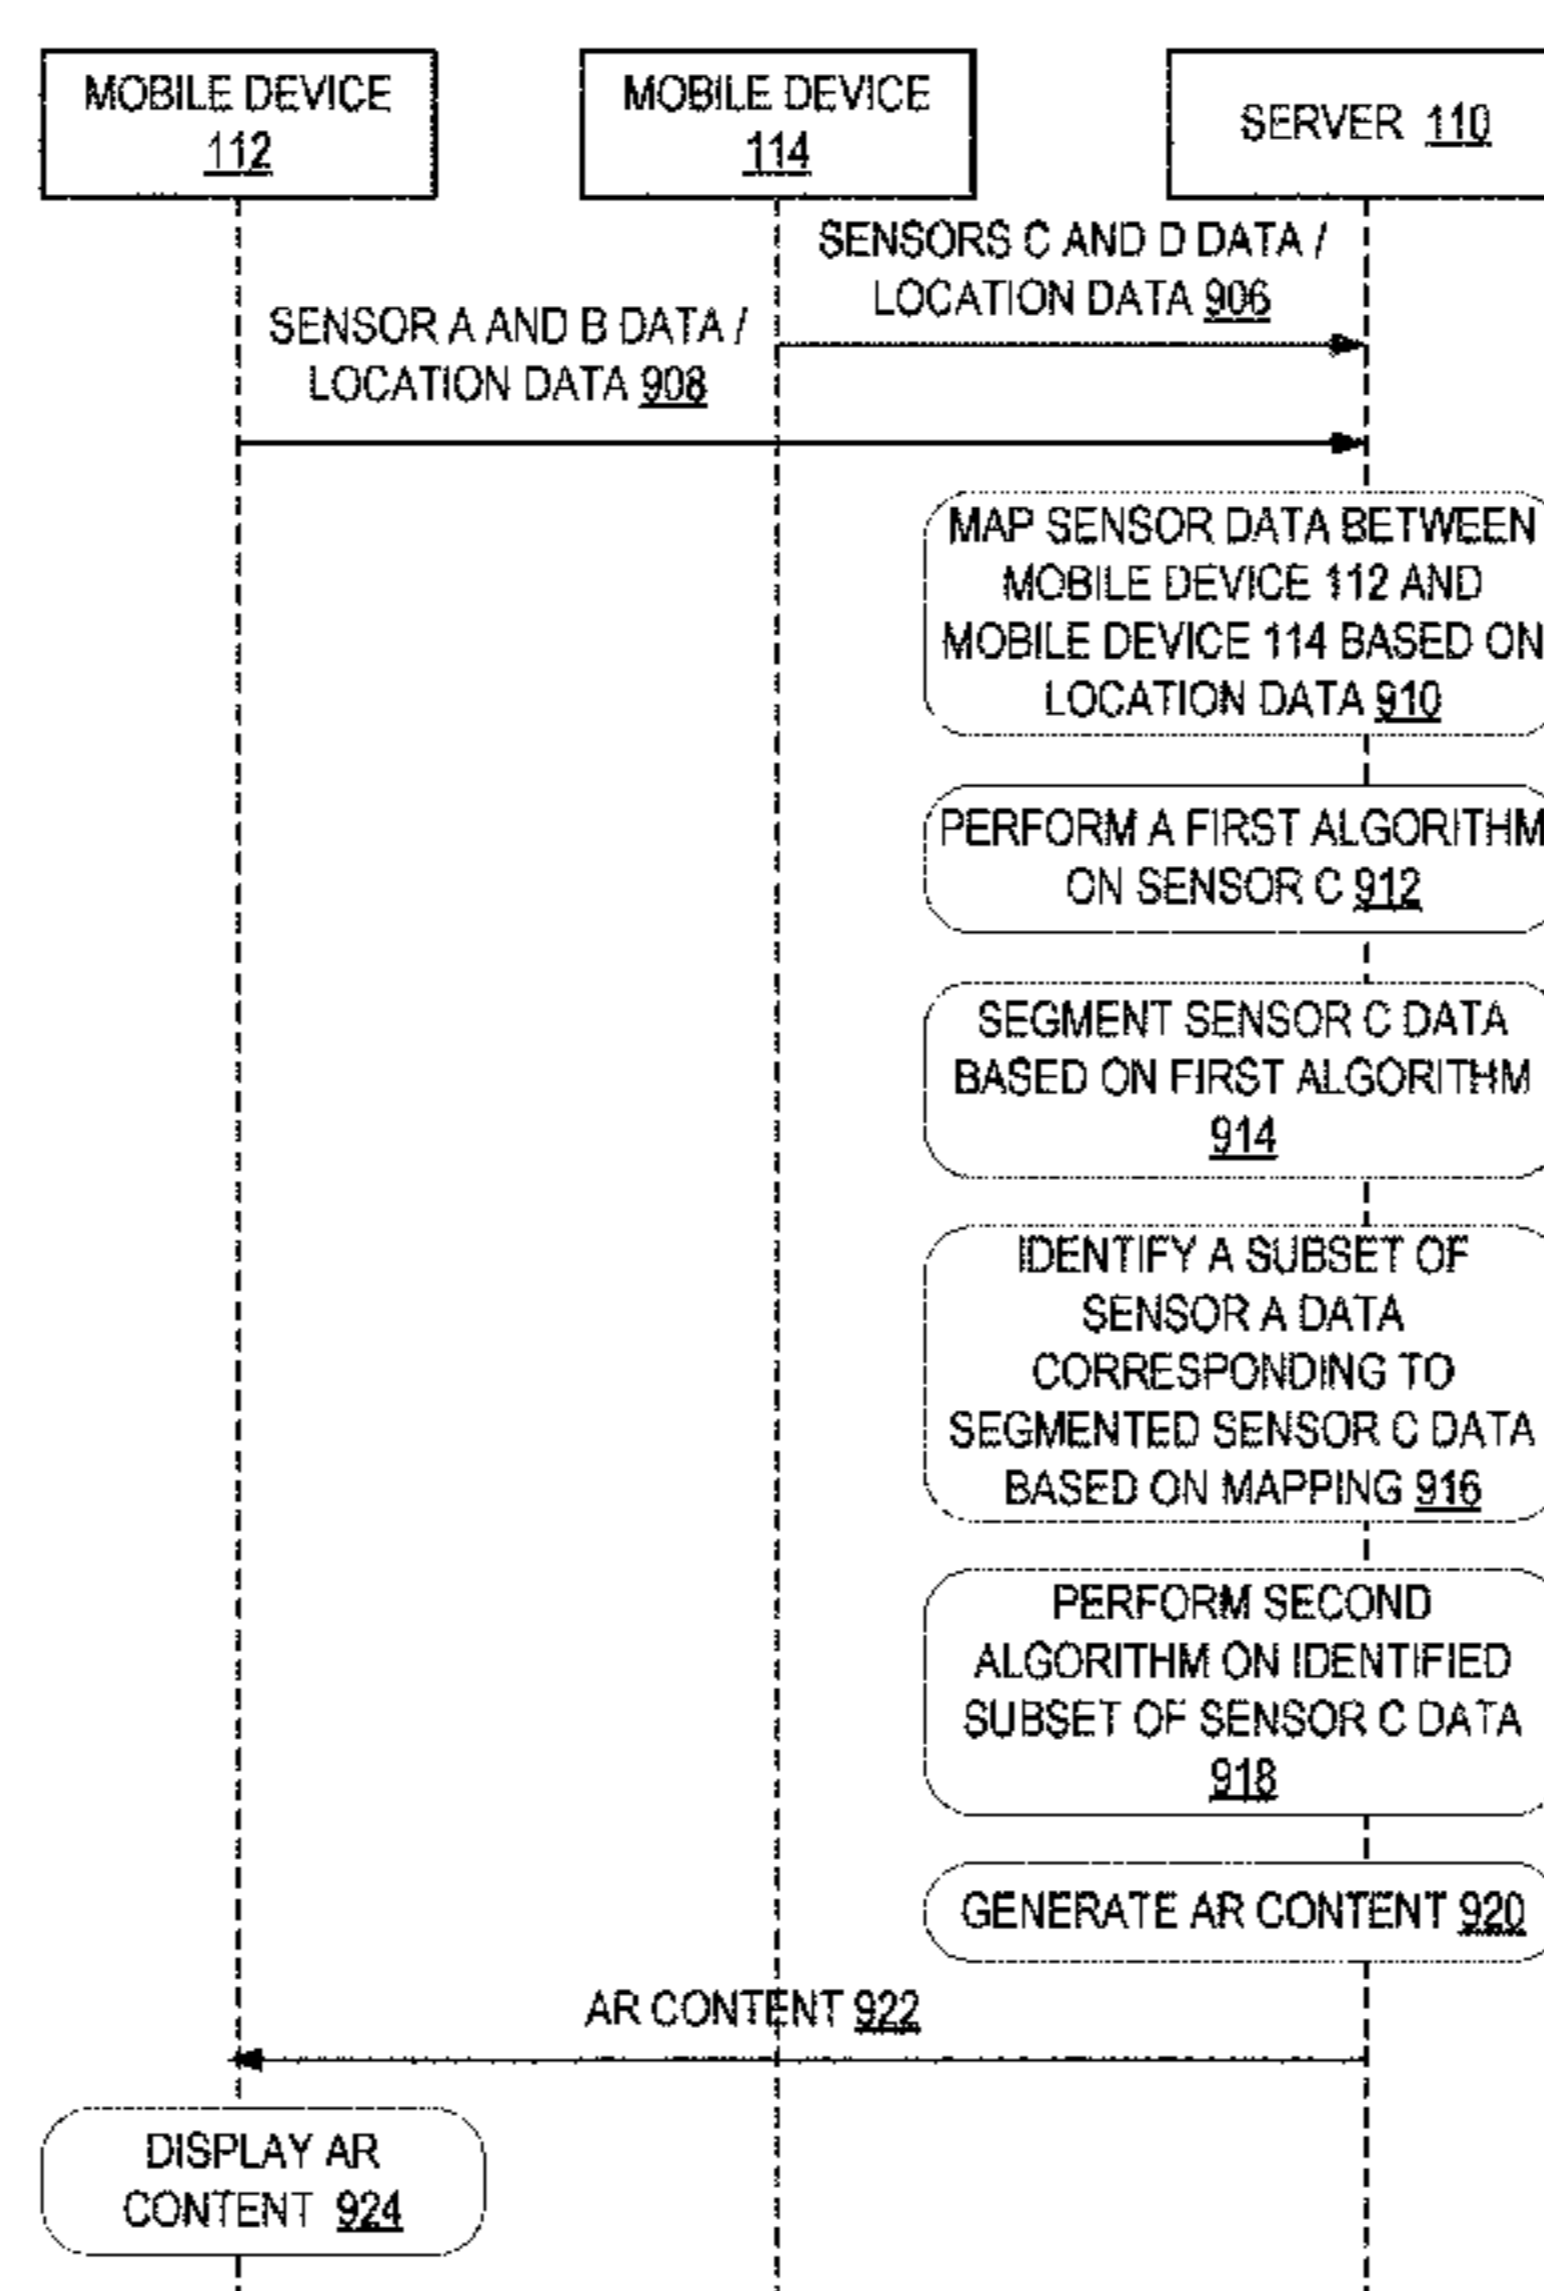 MOBILE DEVICE
112
MOBILE DEVICE
114
SERVER 110
SENSORS C AND D DATA /
LOCATION DATA 906
SENSOR A AND B DATA /
LOCATION DATA 908
MAP SENSOR DATA BETWEEN
MOBILE DEVICE 112 AND
MOBILE DEVICE 114 BASED ON
LOCATION DATA 910
PERFORM A FIRST ALGORITHM
ON SENSOR C 912
SEGMENT SENSOR C DATA
BASED ON FIRST ALGORITHM
914
IDENTIFY A SUBSET OF
SENSOR A DATA
CORRESPONDING TO
SEGMENTED SENSOR C DATA
BASED ON MAPPING 916
PERFORM SECOND
ALGORITHM ON IDENTIFIED
SUBSET OF SENSOR C DATA
918
GENERATE AR CONTENT 920
AR CONTENT 922
DISPLAY AR
CONTENT 924